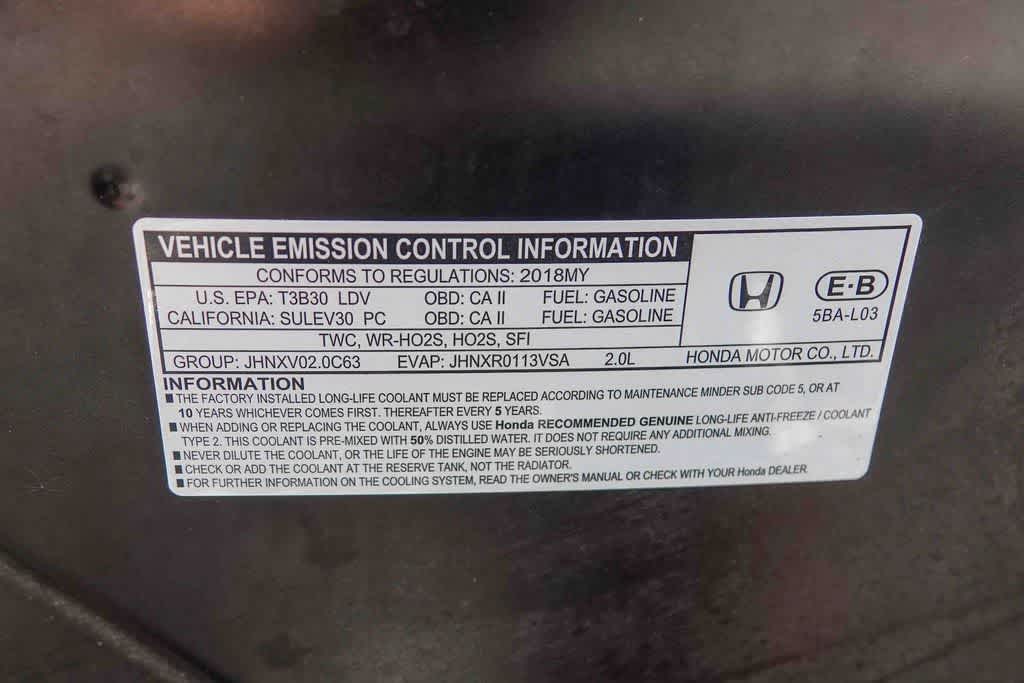 VEHICLE EMISSION CONTROL INFORMATION
CONFORMS TO REGULATIONS: 2018MY
U.S. EPA: T3B30 LDV OBD: CA II FUEL: GASOLINE
CALIFORNIA: SULEV30 PC OBD: CA II FUEL: GASOLINE
TWC, WR-HO2S, HO2S, SFI
E·B
5BA-L03
GROUP: JHNXV02.0C63 EVAP: JHNXR0113VSA 2.0L HONDA MOTOR CO., LTD.
INFORMATION
■ THE FACTORY INSTALLED LONG-LIFE COOLANT MUST BE REPLACED ACCORDING TO MAINTENANCE MINDER SUB CODE 5, OR AT
10 YEARS WHICHEVER COMES FIRST. THEREAFTER EVERY 5 YEARS.
■ WHEN ADDING OR REPLACING THE COOLANT, ALWAYS USE Honda RECOMMENDED GENUINE LONG-LIFE ANTI-FREEZE / COOLANT
TYPE 2. THIS COOLANT IS PRE-MIXED WITH 50% DISTILLED WATER. IT DOES NOT REQUIRE ANY ADDITIONAL MIXING.
■ NEVER DILUTE THE COOLANT, OR THE LIFE OF THE ENGINE MAY BE SERIOUSLY SHORTENED.
■ CHECK OR ADD THE COOLANT AT THE RESERVE TANK, NOT THE RADIATOR.
■ FOR FURTHER INFORMATION ON THE COOLING SYSTEM, READ THE OWNER'S MANUAL OR CHECK WITH YOUR Honda DEALER.